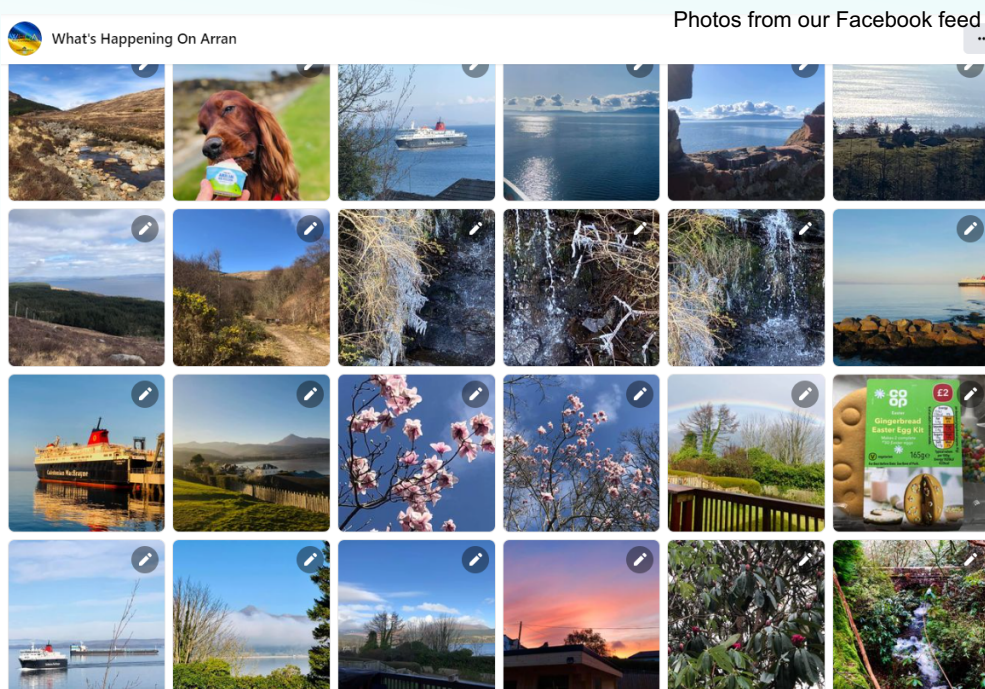 Photos from our Facebook feed
What's Happening On Arran
Caledonian MacBrayne
CO
OP
£2
Easter
Gingerbread
Easter Egg Kit
165g℮